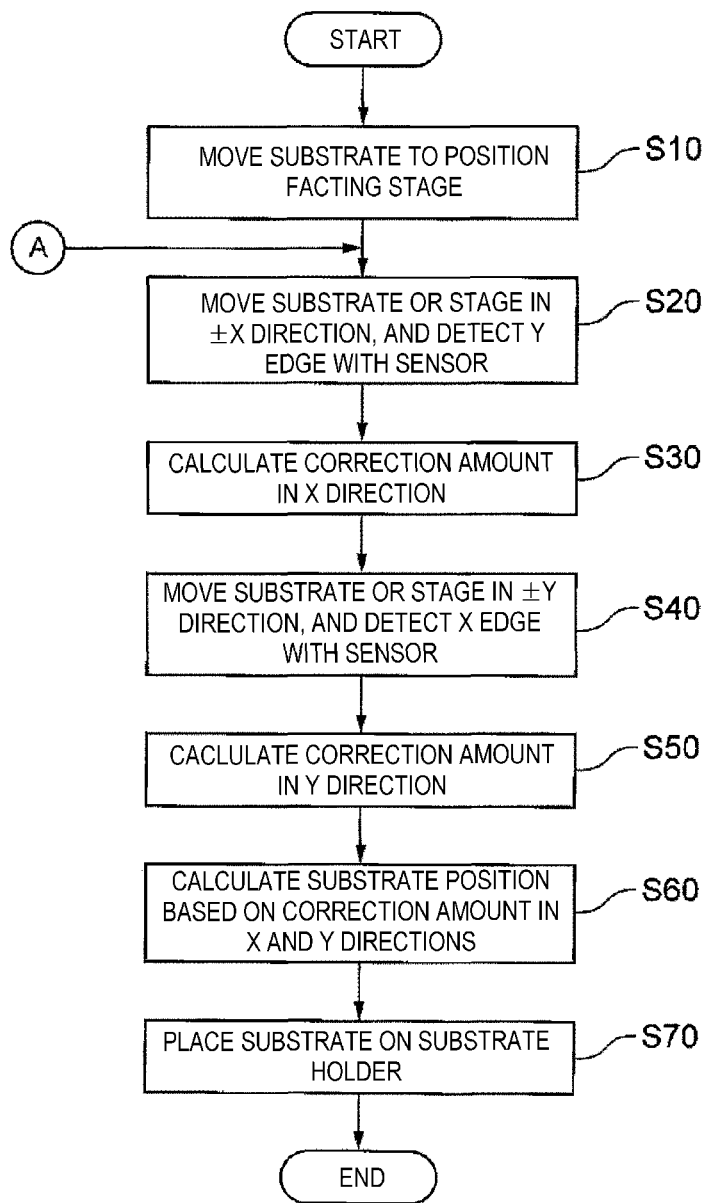 START
MOVE SUBSTRATE TO POSITION
FACTING STAGE
S10
A
MOVE SUBSTRATE OR STAGE IN
±X DIRECTION, AND DETECT Y
EDGE WITH SENSOR
S20
CALCULATE CORRECTION AMOUNT
IN X DIRECTION
S30
MOVE SUBSTRATE OR STAGE IN ±Y
DIRECTION, AND DETECT X EDGE
WITH SENSOR
S40
CACLULATE CORRECTION AMOUNT
IN Y DIRECTION
S50
CALCULATE SUBSTRATE POSITION
BASED ON CORRECTION AMOUNT IN
X AND Y DIRECTIONS
S60
PLACE SUBSTRATE ON SUBSTRATE
HOLDER
S70
END